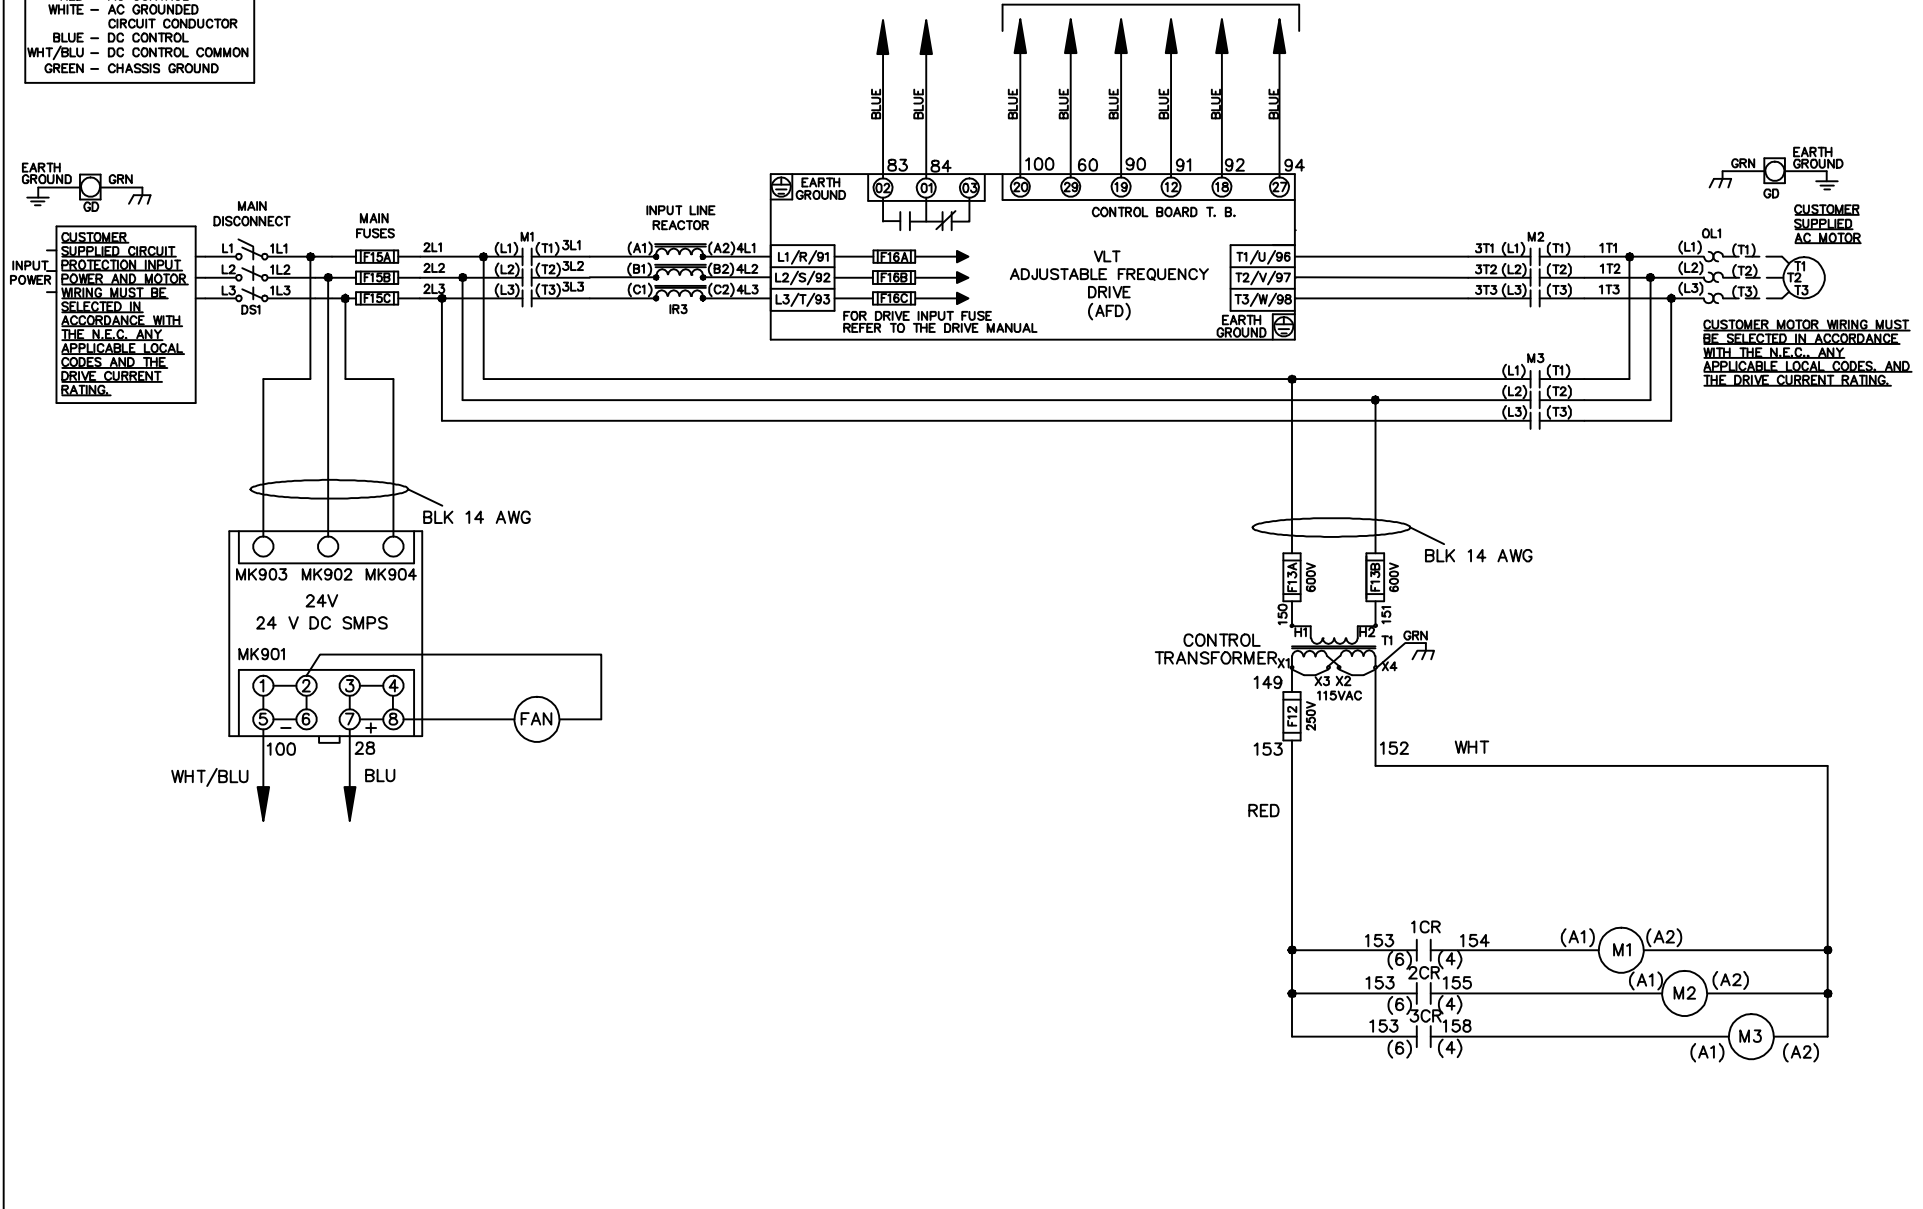 WHITE – AC GROUNDED
CIRCUIT CONDUCTOR
BLUE – DC CONTROL
WHT/BLU – DC CONTROL COMMON
GREEN – CHASSIS GROUND
BLUE BLUE BLUE BLUE BLUE BLUE BLUE BLUE
83 84 100 60 90 91 92 94
02 01 03 20 29 19 12 18 27
EARTH
GROUND
GRN
GD
EARTH
GROUND
CONTROL BOARD T. B.
GRN
EARTH
GROUND
GD
CUSTOMER
SUPPLIED
AC MOTOR
INPUT
POWER
CUSTOMER
SUPPLIED CIRCUIT
PROTECTION INPUT
POWER AND MOTOR
WIRING MUST BE
SELECTED IN
ACCORDANCE WITH
THE N.E.C. ANY
APPLICABLE LOCAL
CODES AND THE
DRIVE CURRENT
RATING.
MAIN
DISCONNECT
L1 1L1
L2 1L2
L3 1L3
DS1
MAIN
FUSES
F15A 2L1
F15B 2L2
F15C 2L3
M1
(L1) (T1) 3L1
(L2) (T2) 3L2
(L3) (T3) 3L3
INPUT LINE
REACTOR
(A1) (A2) 4L1
(B1) (B2) 4L2
(C1) (C2) 4L3
IR3
L1/R/91 F16A
L2/S/92 F16B
L3/T/93 F16C
FOR DRIVE INPUT FUSE
REFER TO THE DRIVE MANUAL
VLT
ADJUSTABLE FREQUENCY
DRIVE
(AFD)
T1/U/96
T2/V/97
T3/W/98
EARTH
GROUND
M2
3T1 (L1) (T1) 1T1
3T2 (L2) (T2) 1T2
3T3 (L3) (T3) 1T3
OL1
(L1) (T1)
(L2) (T2)
(L3) (T3)
T1
T2
T3
CUSTOMER MOTOR WIRING MUST
BE SELECTED IN ACCORDANCE
WITH THE N.E.C., ANY
APPLICABLE LOCAL CODES, AND
THE DRIVE CURRENT RATING.
M3
(L1) (T1)
(L2) (T2)
(L3) (T3)
BLK 14 AWG
MK903 MK902 MK904
24V
24 V DC SMPS
MK901
1 2 3 4
5 – 6 7 + 8
FAN
100 28
WHT/BLU BLU
BLK 14 AWG
F13A 600V F13B 600V
150 151
H1 H2 T1 GRN
CONTROL
TRANSFORMER
X1 X3 X2 X4
115VAC
149
F12 250V
153
152 WHT
RED
1CR
153 154 (A1) M1 (A2)
(6) (4)
2CR
153 155 (A1) M2 (A2)
(6) (4)
3CR
153 158 M3
(6) (4) (A1) (A2)